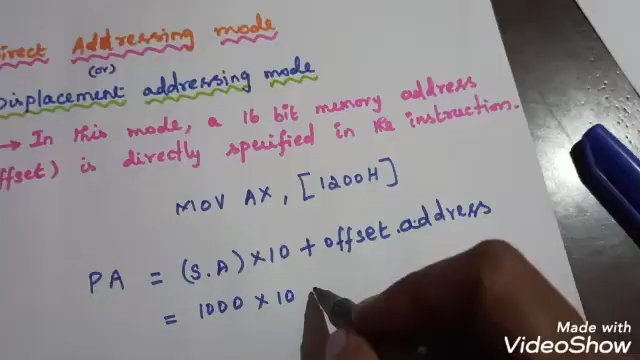 irect Addressing mode
(or)
Displacement addressing mode
→ In this mode, a 16 bit memory address
ffset) is directly specified in the instruction.
MOV AX, [1200H]
PA = (S.A) × 10 + offset.address
= 1000 × 10
Made with
VideoShow